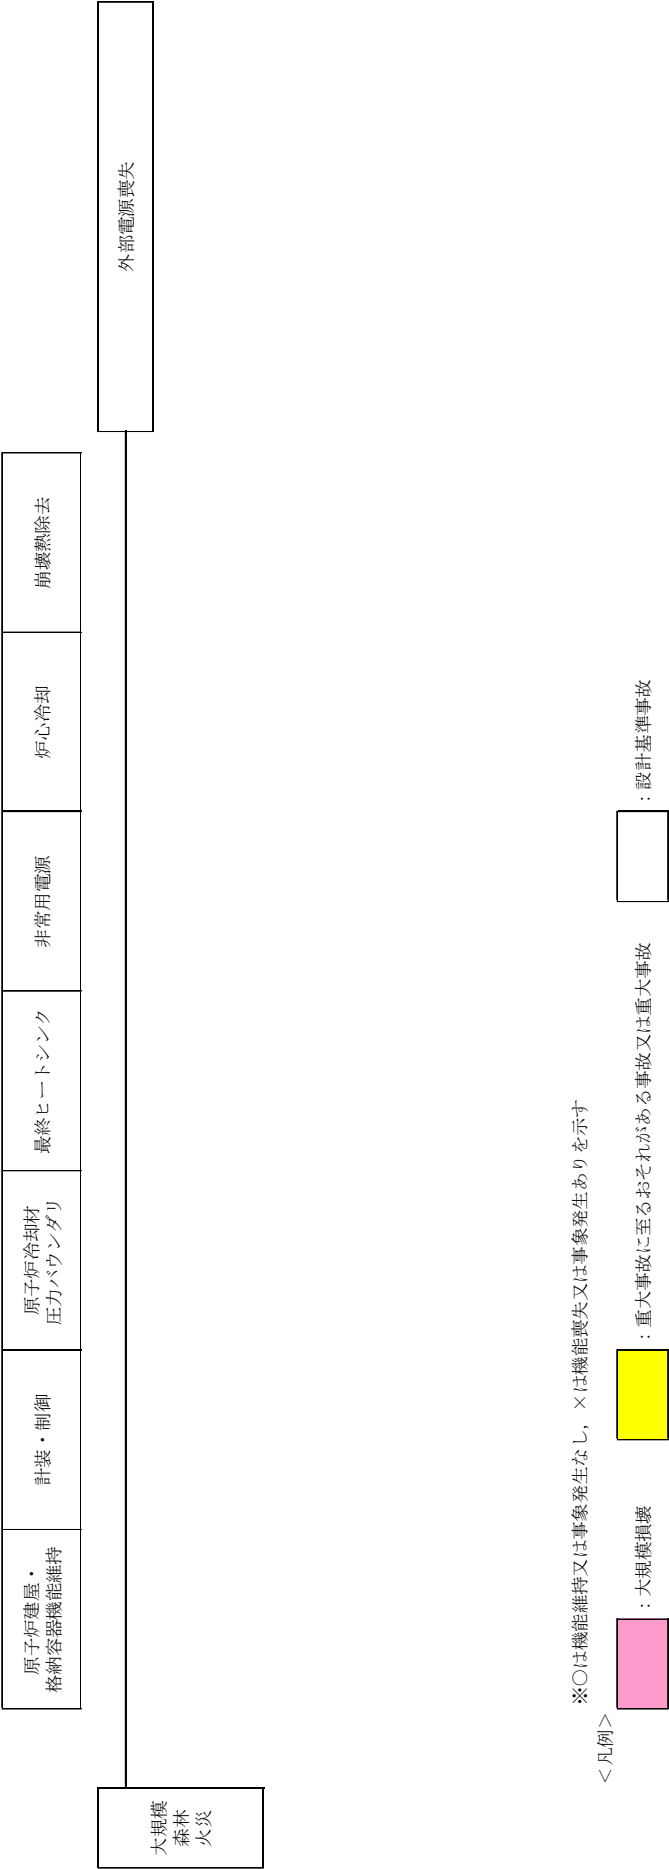 原子炉建屋・
格納容器機能維持
計装・制御
原子炉冷却材
圧力バウンダリ
最終ヒートシンク
非常用電源
炉心冷却
崩壊熱除去
大規模
森林
火災
外部電源喪失
※○は機能維持又は事象発生なし，×は機能喪失又は事象発生ありを示す
＜凡例＞
：大規模損壊
：重大事故に至るおそれがある事故又は重大事故
：設計基準事故